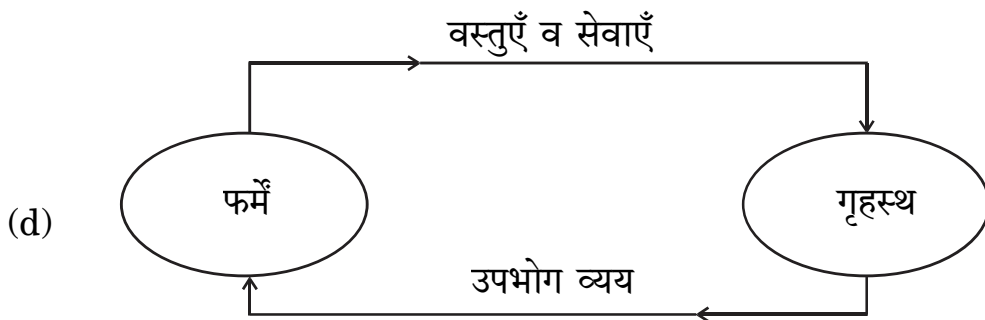 वस्तुएँ व सेवाएँ
फर्में
गृहस्थ
(d)
उपभोग व्यय